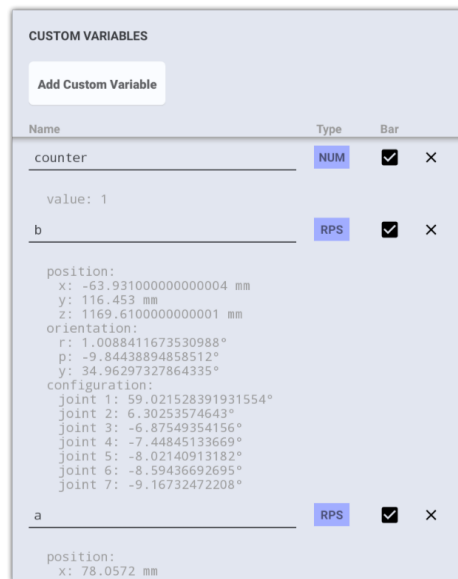 CUSTOM VARIABLES
Add Custom Variable
Name Type Bar
counter NUM
value: 1
b RPS
position:
x: -63.931000000000004 mm
y: 116.453 mm
z: 1169.6100000000001 mm
orientation:
r: 1.0088411673530988°
p: -9.84438894858512°
y: 34.96297327864335°
configuration:
joint 1: 59.021528391931554°
joint 2: 6.30253574643°
joint 3: -6.87549354156°
joint 4: -7.44845133669°
joint 5: -8.02140913182°
joint 6: -8.59436692695°
joint 7: -9.16732472208°
a RPS
position:
x: 78.0572 mm